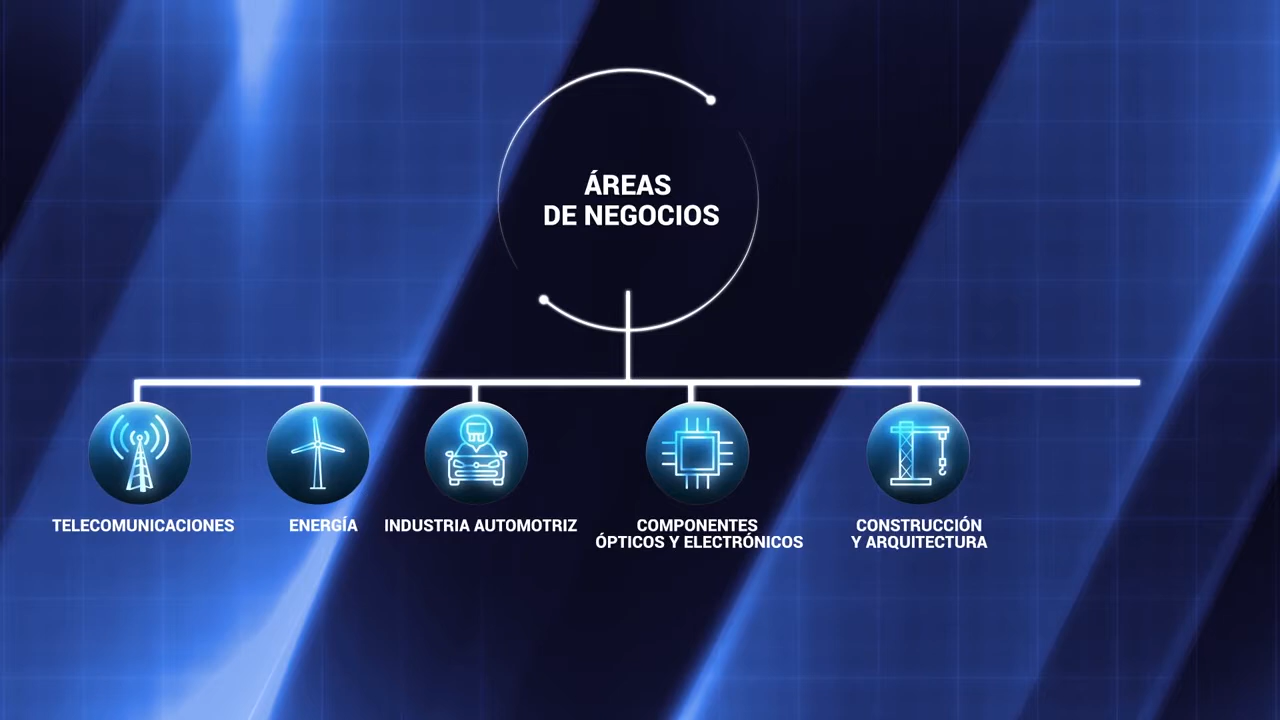 ÁREAS
DE NEGOCIOS
TELECOMUNICACIONES
ENERGÍA
INDUSTRIA AUTOMOTRIZ
COMPONENTES
ÓPTICOS Y ELECTRÓNICOS
CONSTRUCCIÓN
Y ARQUITECTURA